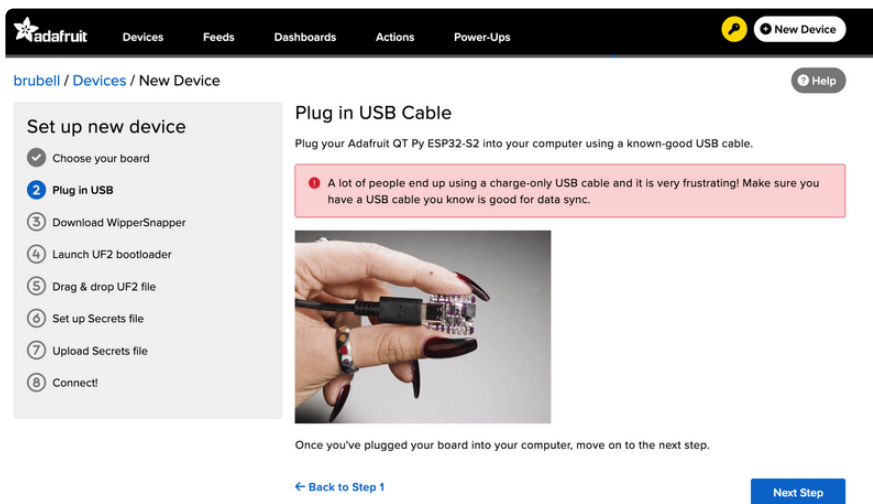 adafruit Devices Feeds Dashboards Actions Power-Ups New Device
brubell / Devices / New Device
? Help
Set up new device
Choose your board
2 Plug in USB
3 Download WipperSnapper
4 Launch UF2 bootloader
5 Drag & drop UF2 file
6 Set up Secrets file
7 Upload Secrets file
8 Connect!
Plug in USB Cable
Plug your Adafruit QT Py ESP32-S2 into your computer using a known-good USB cable.
A lot of people end up using a charge-only USB cable and it is very frustrating! Make sure you
have a USB cable you know is good for data sync.
Once you've plugged your board into your computer, move on to the next step.
← Back to Step 1
Next Step